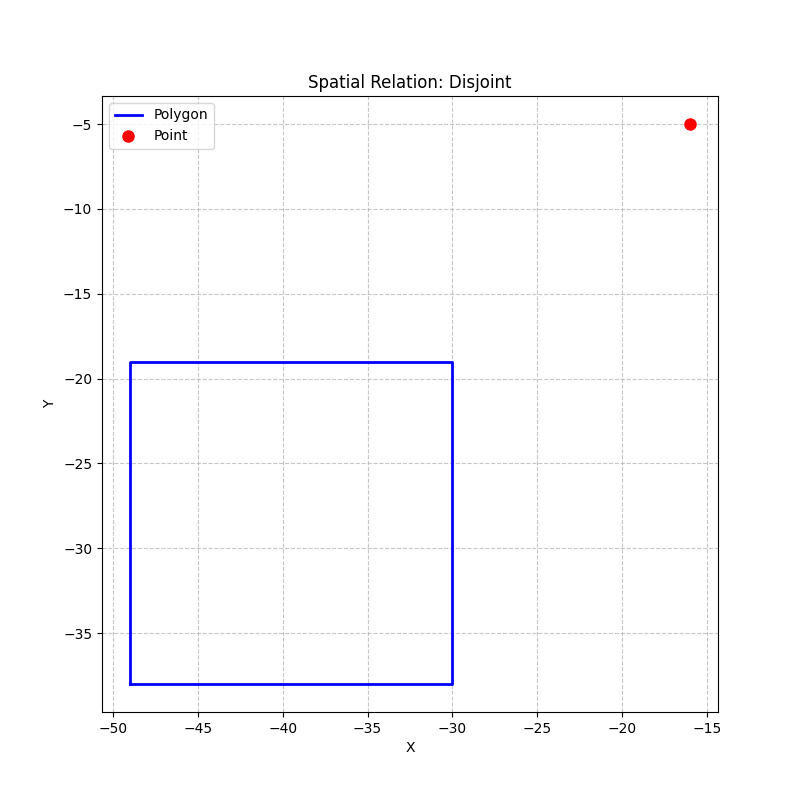 Spatial Relation: Disjoint
Polygon
Point
−5
−10
−15
−20
−25
−30
−35
Y
−50 −45 −40 −35 −30 −25 −20 −15
X